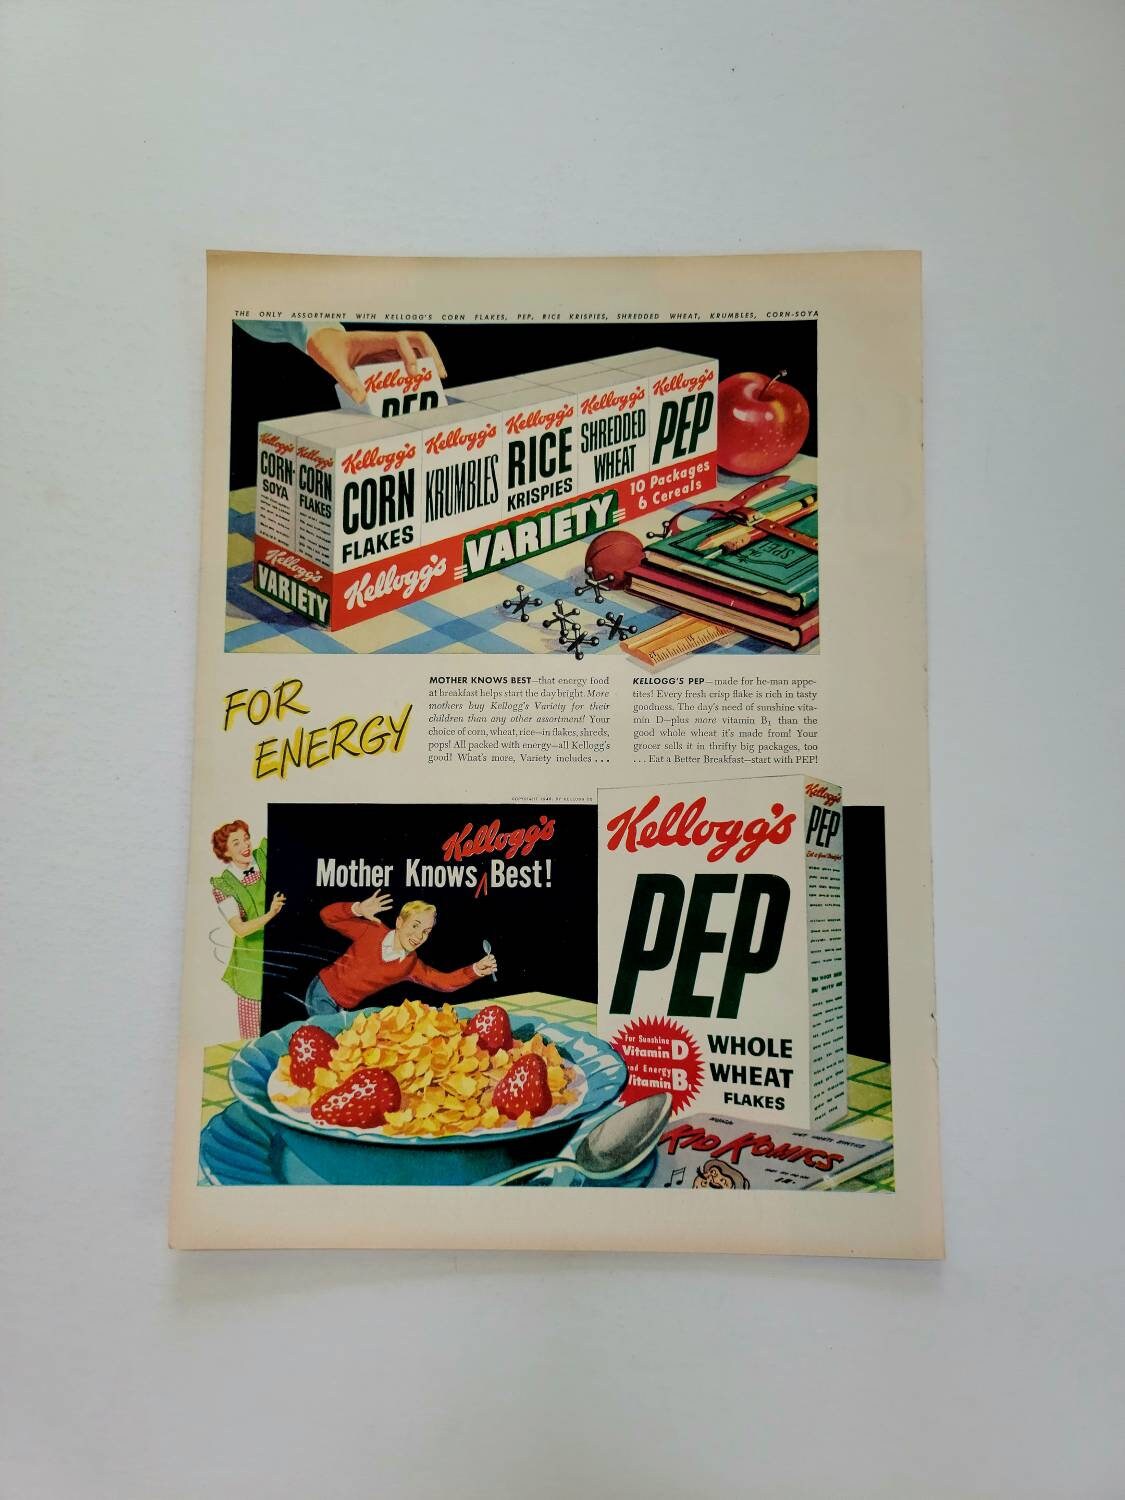 THE ONLY ASSORTMENT WITH KELLOGG'S CORN FLAKES, PEP, RICE KRISPIES, SHREDDED WHEAT, KRUMBLES, CORN-SOYA
Kellogg's
PEP
Kellogg's
CORN-
SOYA
Kellogg's
CORN
FLAKES
Kellogg's
VARIETY
Kellogg's
CORN
FLAKES
Kellogg's
KRUMBLES
Kellogg's
RICE
KRISPIES
Kellogg's
SHREDDED
WHEAT
Kellogg's
PEP
Kellogg's VARIETY
10 Packages
6 Cereals
FOR
ENERGY
MOTHER KNOWS BEST—that energy food
at breakfast helps start the day bright. More
mothers buy Kellogg's Variety for their
children than any other assortment! Your
choice of corn, wheat, rice—in flakes, shreds,
pops! All packed with energy—all Kellogg's
good! What's more, Variety includes . . .
KELLOGG'S PEP—made for he-man appe-
tites! Every fresh crisp flake is rich in tasty
goodness. The day's need of sunshine vita-
min D—plus more vitamin B₁ than the
good whole wheat it's made from! Your
grocer sells it in thrifty big packages, too
. . . Eat a Better Breakfast—start with PEP!
Kellogg's
Mother Knows Best!
Kellogg's
PEP
For Sunshine
Vitamin D
and Energy
Vitamin B₁
WHOLE
WHEAT
FLAKES
Kellogg's
PEP
KID KOMICS